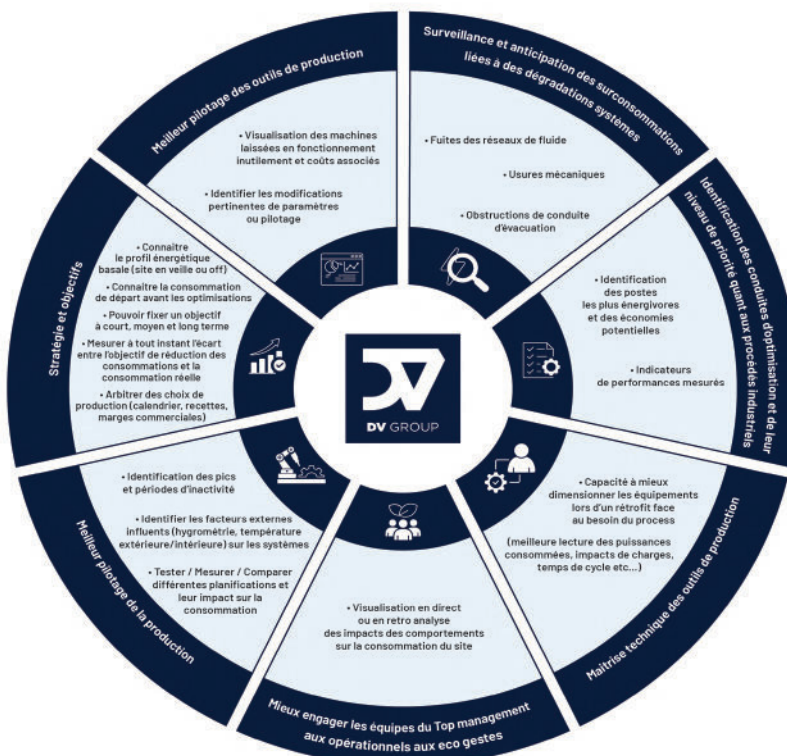 Meilleur pilotage des outils de production
• Visualisation des machines
laissées en fonctionnement
inutilement et coûts associés
• Identifier les modifications
pertinentes de paramètres
ou pilotage
Surveillance et anticipation des surconsommations
liées à des dégradations systèmes
• Fuites des réseaux de fluide
• Usures mécaniques
• Obstructions de conduite
d'évacuation
Identification des conduites d'optimisation et de leur
niveau de priorité quant aux procédés industriels
• Identification
des postes
les plus énergivores
et des économies
potentielles
• Indicateurs
de performances mesurés
Maitrise technique des outils de production
• Capacité à mieux
dimensionner les équipements
lors d'un rétrofit face
au besoin du process
(meilleure lecture des puissances
consommées, impacts de charges,
temps de cycle etc...)
Mieux engager les équipes du Top management
aux opérationnels aux eco gestes
• Visualisation en direct
ou en retro analyse
des impacts des comportements
sur la consommation du site
Meilleur pilotage de la production
• Identification des pics
et périodes d'inactivité
• Identifier les facteurs externes
influents (hygrométrie, température
extérieure/intérieure) sur les systèmes
• Tester / Mesurer / Comparer
différentes planifications et
leur impact sur la
consommation
Stratégie et objectifs
• Connaitre
le profil énergétique
basale (site en veille ou off)
• Connaitre la consommation
de départ avant les optimisations
• Pouvoir fixer un objectif
à court, moyen et long terme
• Mesurer à tout instant l'écart
entre l'objectif de réduction des
consommations et la
consommation réelle
• Arbitrer des choix de
production (calendrier, recettes,
marges commerciales)
DV
DV GROUP